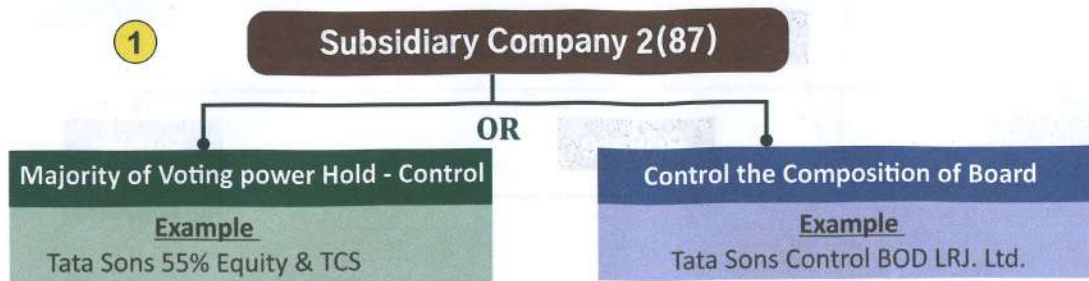 1
Subsidiary Company 2(87)
OR
Majority of Voting power Hold - Control
Example
Tata Sons 55% Equity & TCS
Control the Composition of Board
Example
Tata Sons Control BOD LRJ. Ltd.